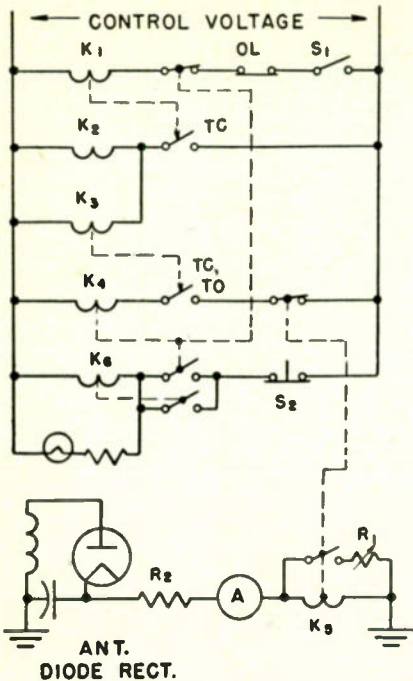 CONTROL VOLTAGE
K1 OL S1
K2 TC
K3
K4 TC, TO
K6 S2
R2 A R1 K5
ANT.
DIODE RECT.